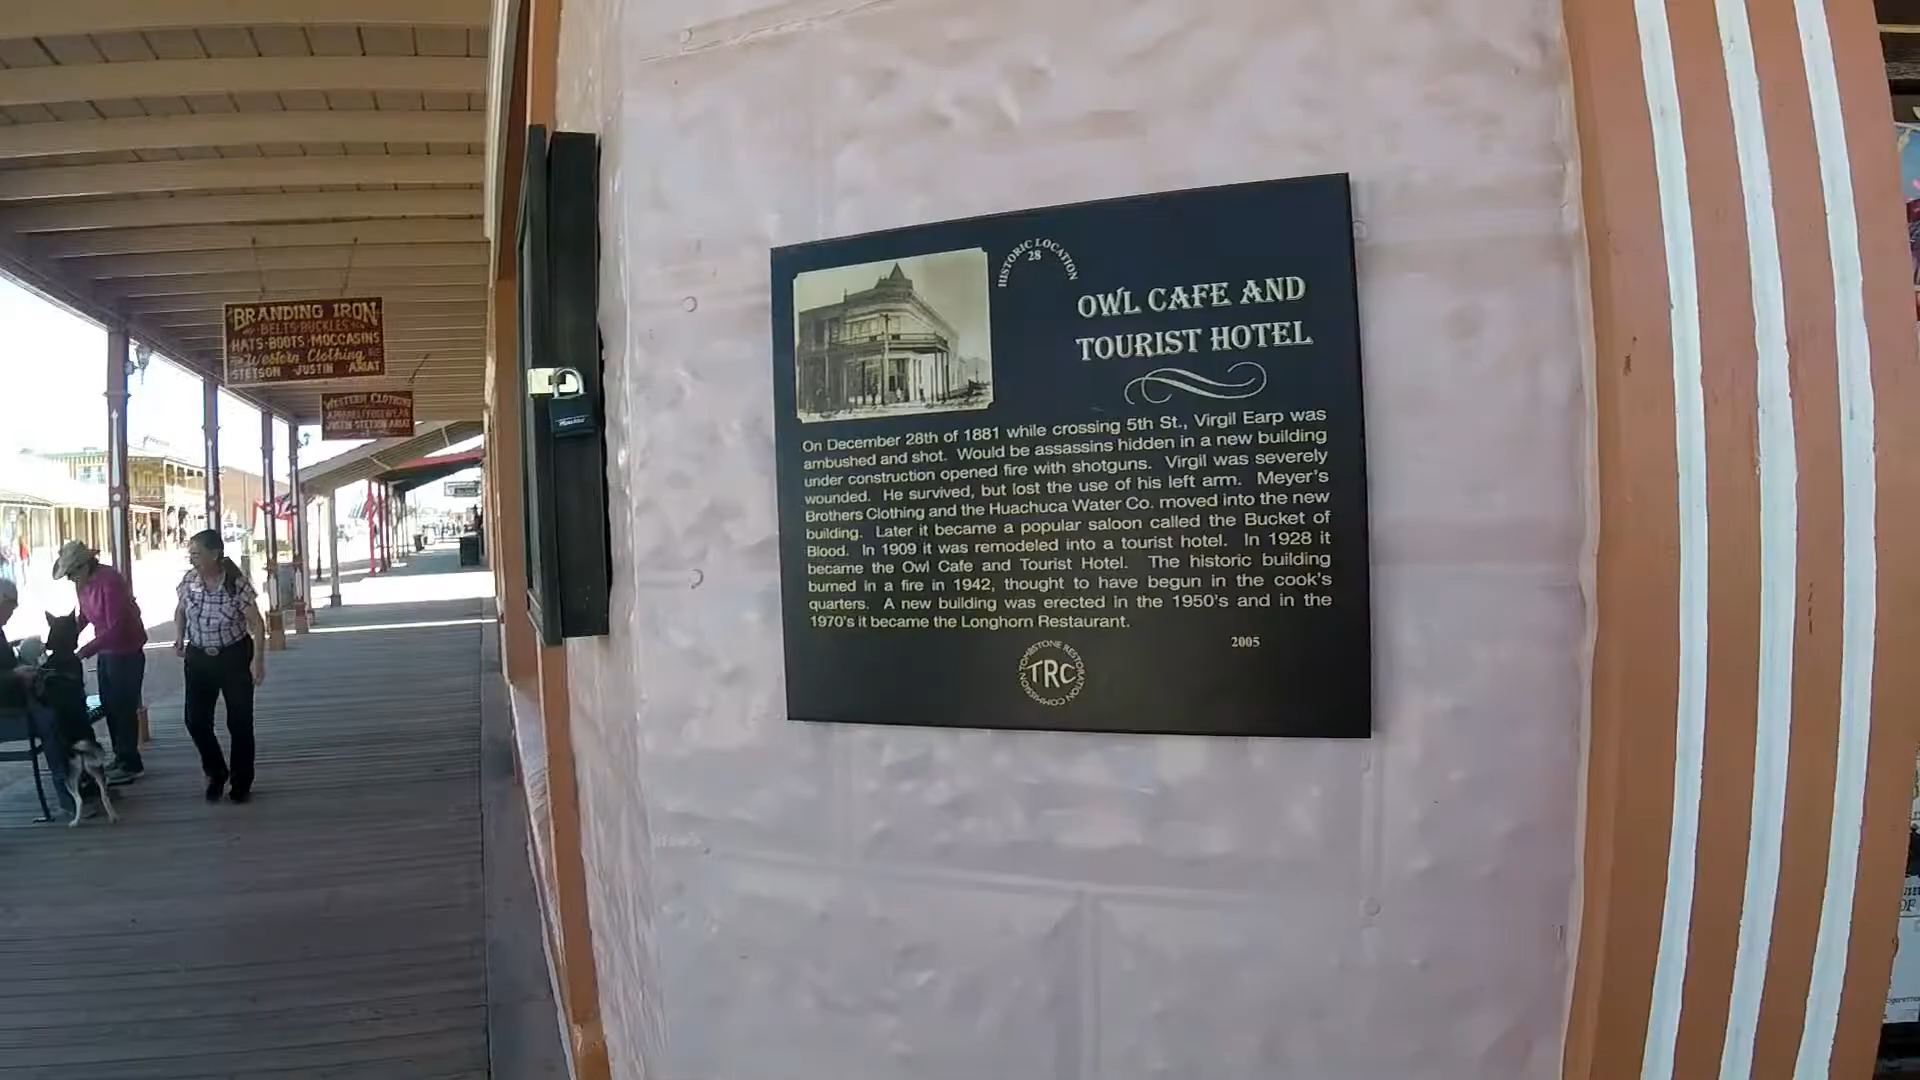 BRANDING IRON
BELTS·BUCKLES
HATS·BOOTS·MOCCASINS
Western Clothing
STETSON JUSTIN ARIAT
WESTERN CLOTHING
JUSTIN·STETSON·ARIAT
HISTORIC LOCATION
28
OWL CAFE AND
TOURIST HOTEL
On December 28th of 1881 while crossing 5th St., Virgil Earp was
ambushed and shot. Would be assassins hidden in a new building
under construction opened fire with shotguns. Virgil was severely
wounded. He survived, but lost the use of his left arm. Meyer's
Brothers Clothing and the Huachuca Water Co. moved into the new
building. Later it became a popular saloon called the Bucket of
Blood. In 1909 it was remodeled into a tourist hotel. In 1928 it
became the Owl Cafe and Tourist Hotel. The historic building
burned in a fire in 1942, thought to have begun in the cook's
quarters. A new building was erected in the 1950's and in the
1970's it became the Longhorn Restaurant.
2005
TOMBSTONE RESTORATION COMMISSION
TRC
OF